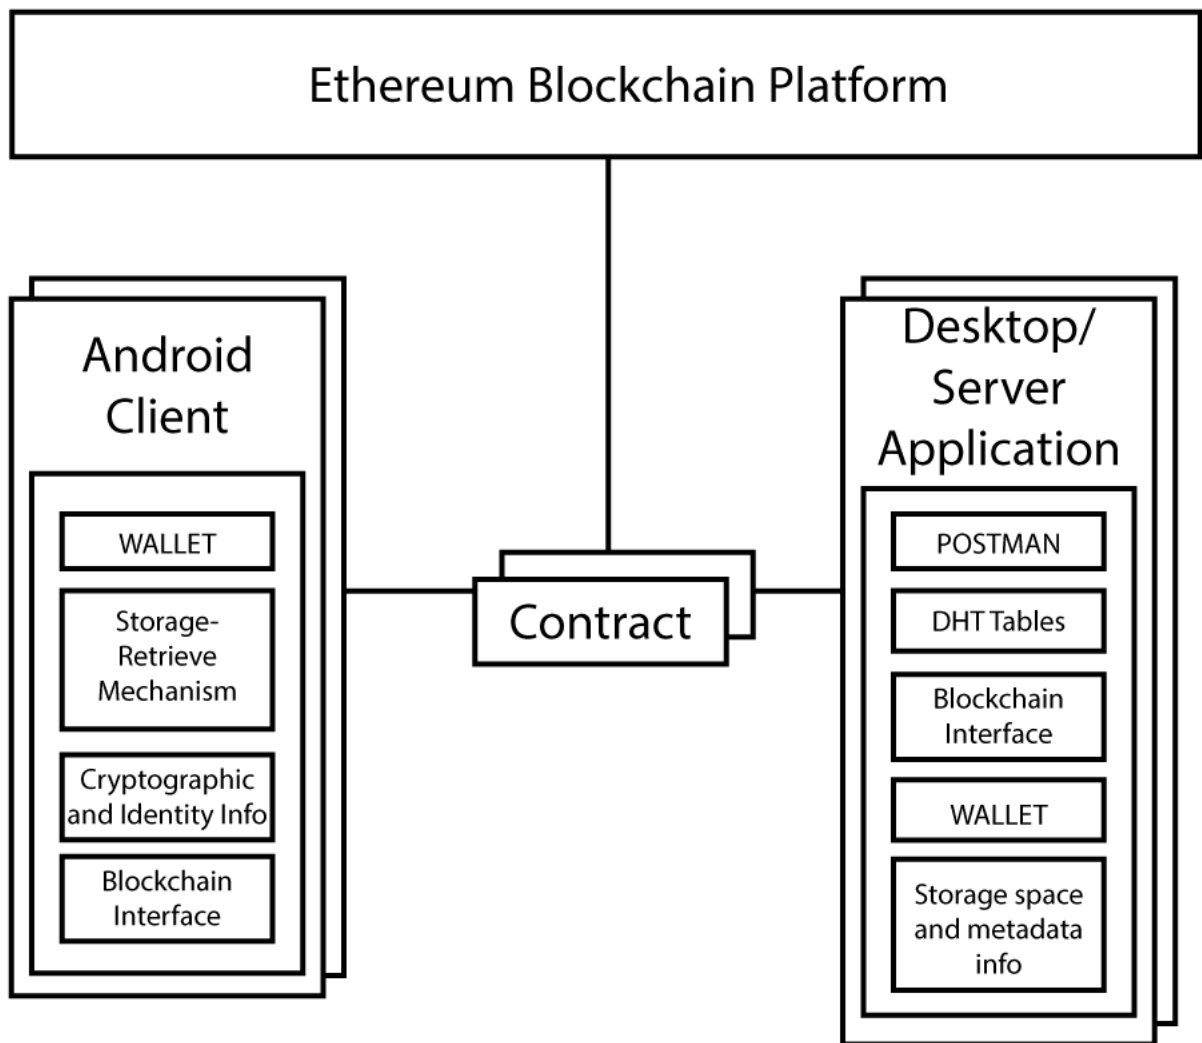 Ethereum Blockchain Platform
Android
Client
WALLET
Storage-
Retrieve
Mechanism
Cryptographic
and Identity Info
Blockchain
Interface
Contract
Desktop/
Server
Application
POSTMAN
DHT Tables
Blockchain
Interface
WALLET
Storage space
and metadata
info